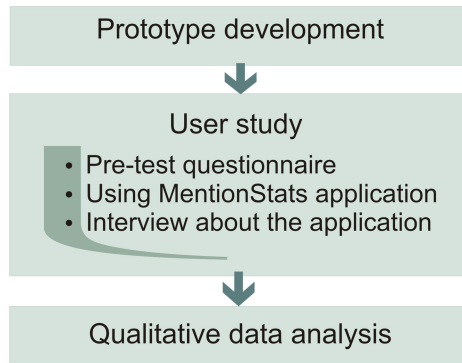 Prototype development
User study
• Pre-test questionnaire
• Using MentionStats application
• Interview about the application
Qualitative data analysis